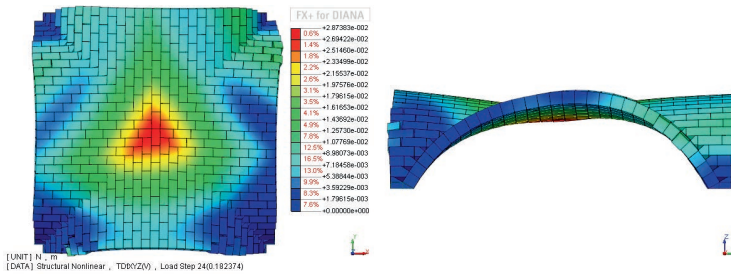 FX+ for DIANA
+2.87383e-002
0.6%
+2.69422e-002
1.4%
+2.51460e-002
1.8%
+2.33499e-002
2.2%
+2.15537e-002
2.6%
+1.97576e-002
3.1%
+1.79615e-002
3.5%
+1.61653e-002
4.1%
+1.43692e-002
4.9%
+1.25730e-002
7.8%
+1.07769e-002
12.5%
+8.98073e-003
16.5%
+7.18458e-003
13.0%
+5.38844e-003
9.9%
+3.59229e-003
8.3%
+1.79615e-003
7.6%
+0.00000e+000
[UNIT] N , m
[DATA] Structural Nonlinear , TDtXYZ(V) , Load Step 24(0.182374)